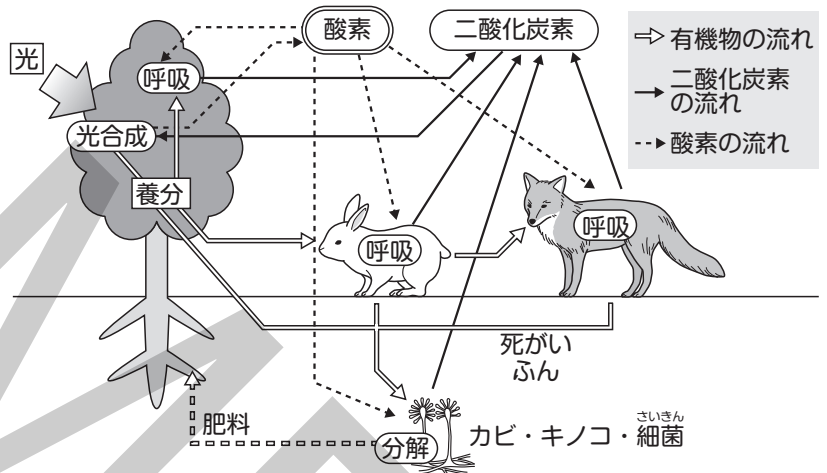 酸素
二酸化炭素
有機物の流れ
二酸化炭素
の流れ
酸素の流れ
光
呼吸
光合成
養分
呼吸
呼吸
死がい
ふん
肥料
分解
さいきん
カビ・キノコ・細菌